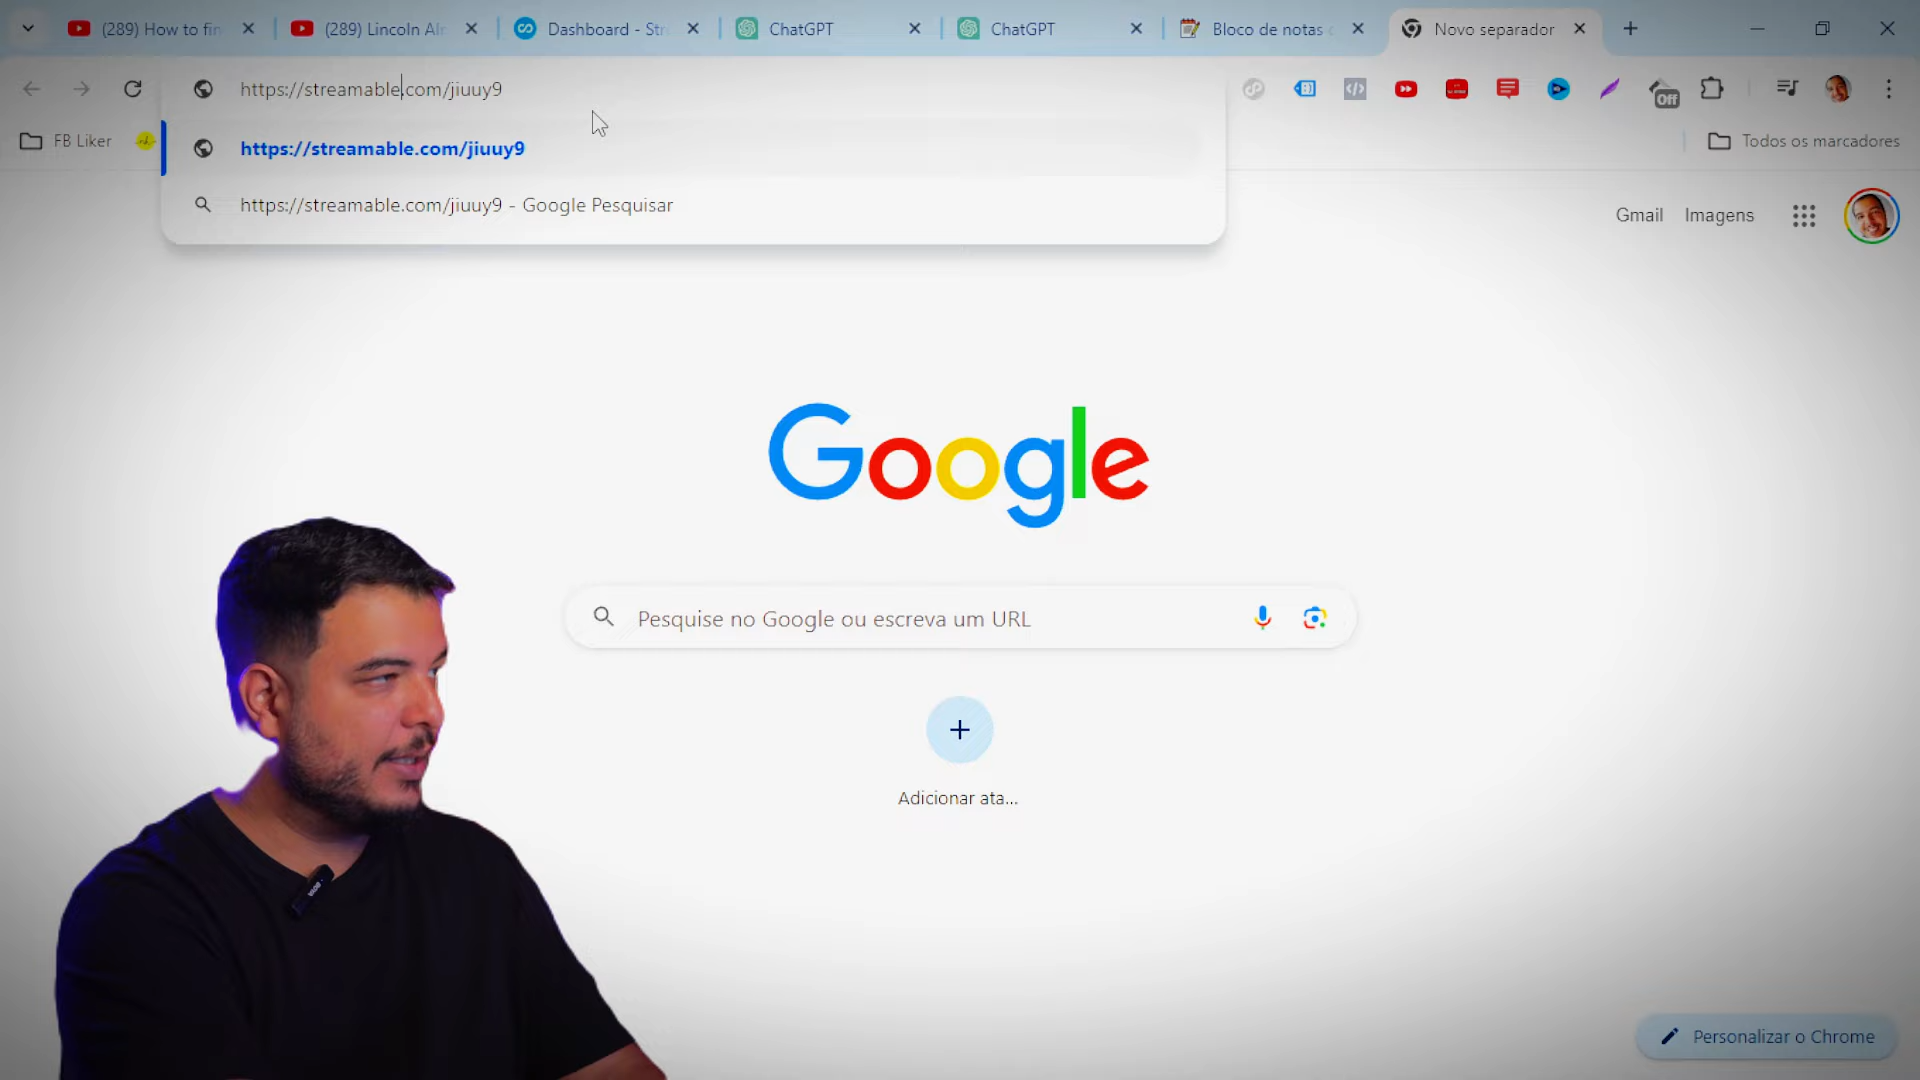 (289) How to fin
(289) Lincoln Alr
Dashboard - Str
ChatGPT
ChatGPT
Bloco de notas
Novo separador
https://streamable.com/jiuuy9
Off
FB Liker
https://streamable.com/jiuuy9
Todos os marcadores
https://streamable.com/jiuuy9 - Google Pesquisar
Gmail
Imagens
Google
Pesquise no Google ou escreva um URL
Adicionar ata...
Personalizar o Chrome